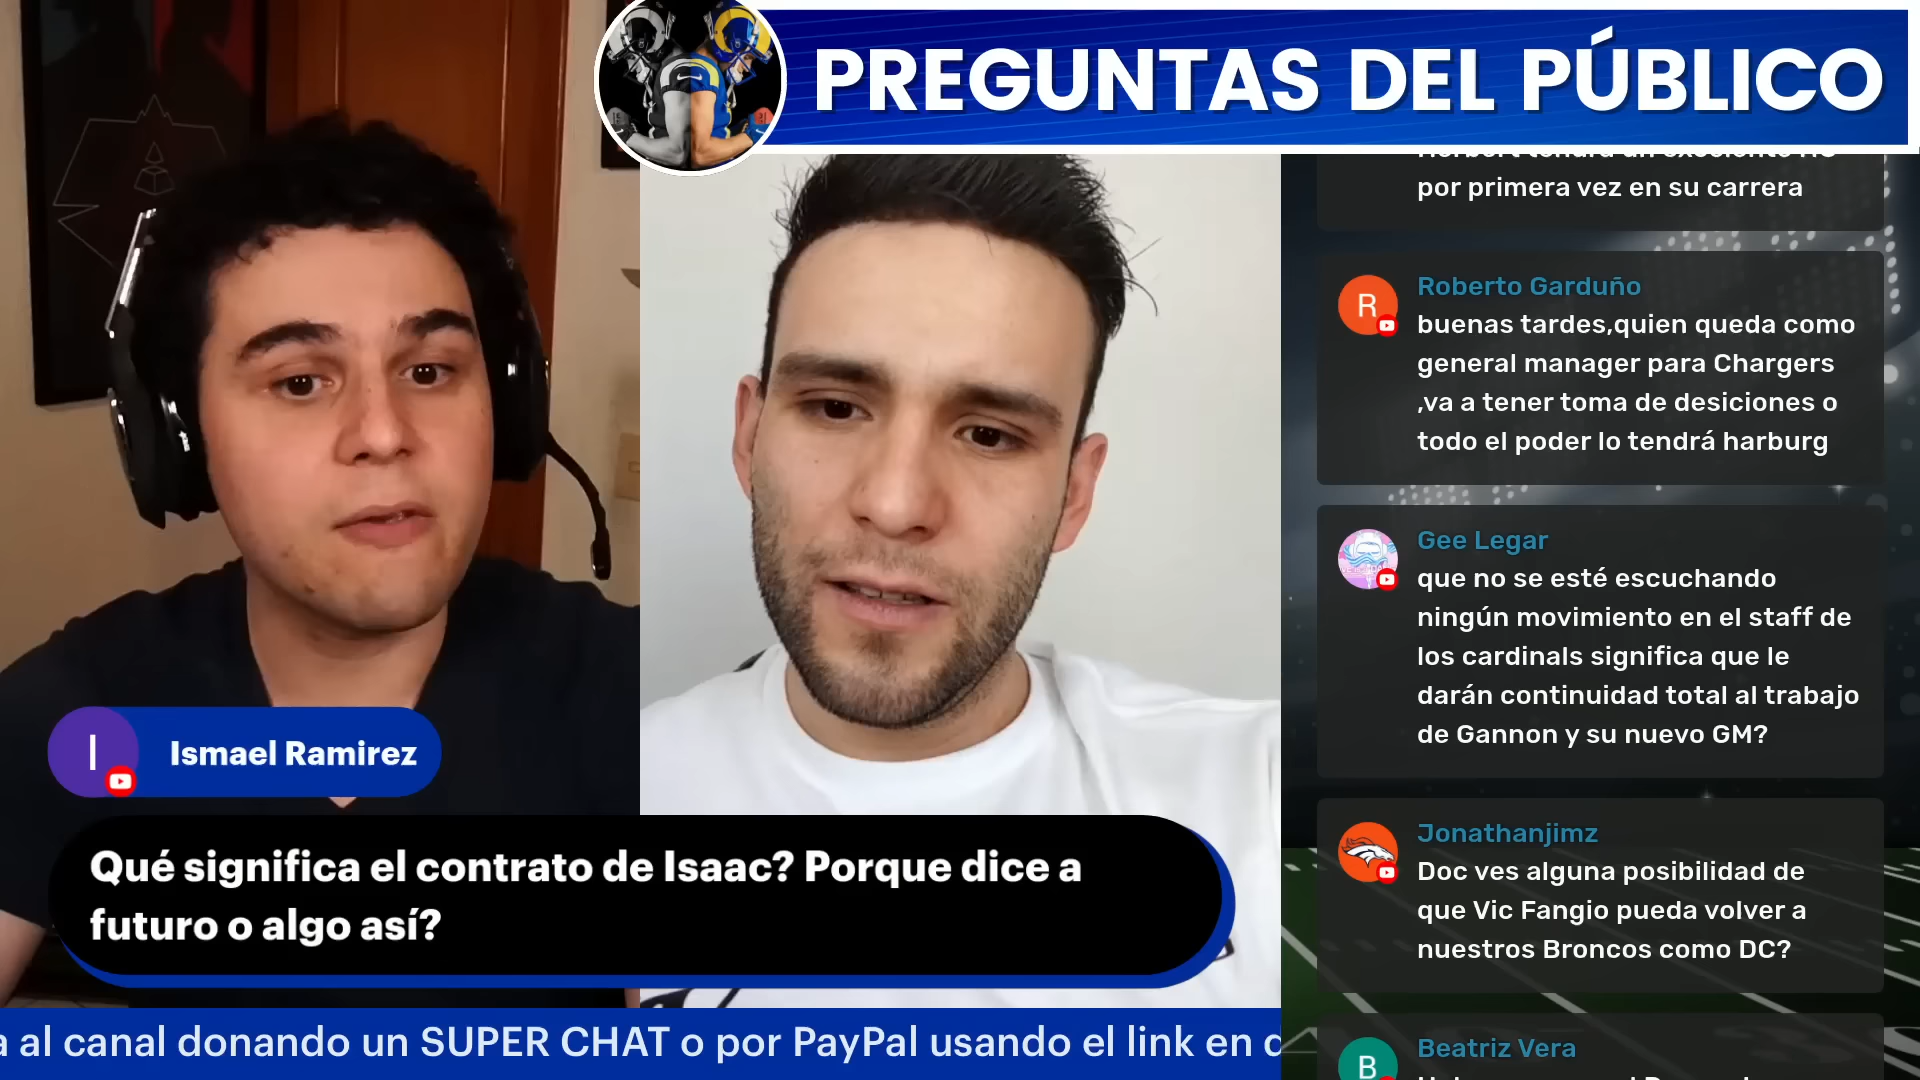 PREGUNTAS DEL PÚBLICO
por primera vez en su carrera
R
Roberto Garduño
buenas tardes,quien queda como
general manager para Chargers
,va a tener toma de desiciones o
todo el poder lo tendrá harburg
Gee Legar
que no se esté escuchando
ningún movimiento en el staff de
los cardinals significa que le
darán continuidad total al trabajo
de Gannon y su nuevo GM?
Jonathanjimz
Doc ves alguna posibilidad de
que Vic Fangio pueda volver a
nuestros Broncos como DC?
B
Beatriz Vera
I
Ismael Ramirez
Qué significa el contrato de Isaac? Porque dice a
futuro o algo así?
a al canal donando un SUPER CHAT o por PayPal usando el link en